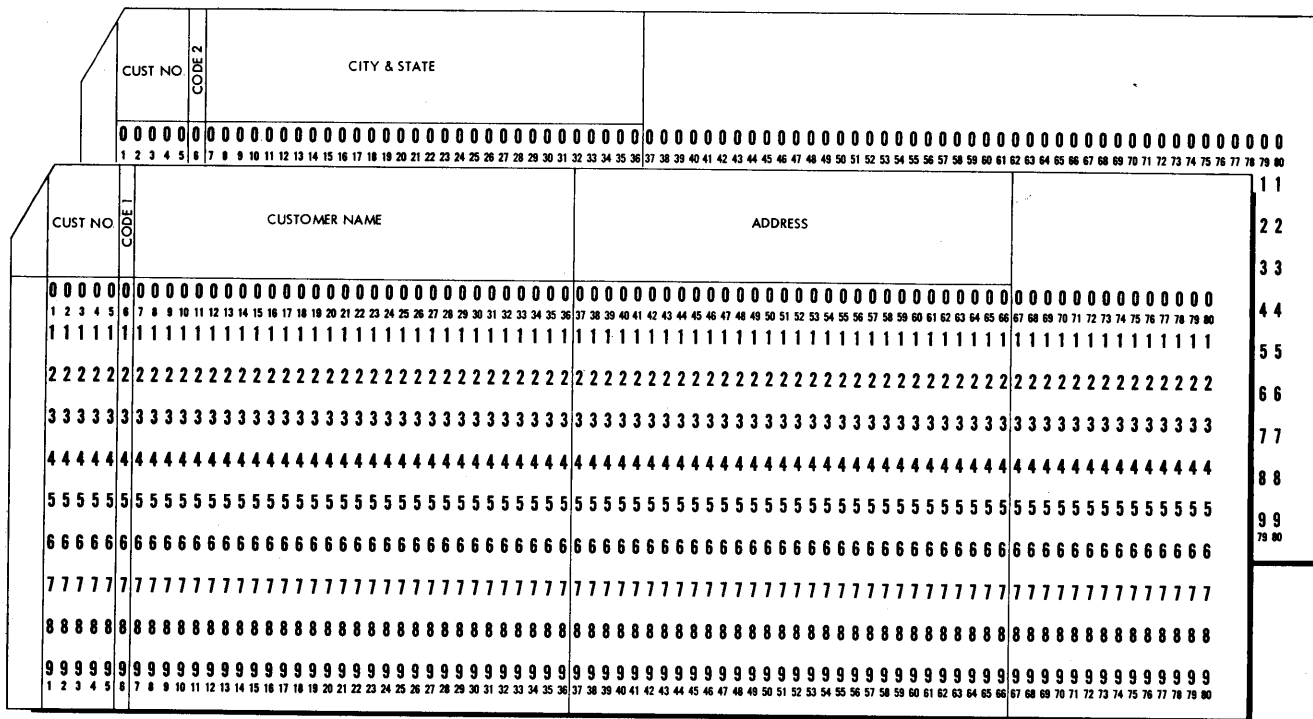 CUST NO. CODE 2 CITY & STATE
0 0 0 0 0 0 0 0 0 0 0 0 0 0 0 0 0 0 0 0 0 0 0 0 0 0 0 0 0 0 0 0 0 0 0 0 0 0 0 0 0 0 0 0 0 0 0 0 0 0 0 0 0 0 0 0 0 0 0 0 0 0 0 0 0 0 0 0 0 0 0 0 0 0 0 0 0 0 0 0
1 2 3 4 5 6 7 8 9 10 11 12 13 14 15 16 17 18 19 20 21 22 23 24 25 26 27 28 29 30 31 32 33 34 35 36 37 38 39 40 41 42 43 44 45 46 47 48 49 50 51 52 53 54 55 56 57 58 59 60 61 62 63 64 65 66 67 68 69 70 71 72 73 74 75 76 77 78 79 80
1 1
2 2
3 3
4 4
5 5
6 6
7 7
8 8
9 9
79 80
CUST NO. CODE 1 CUSTOMER NAME ADDRESS
0 0 0 0 0 0 0 0 0 0 0 0 0 0 0 0 0 0 0 0 0 0 0 0 0 0 0 0 0 0 0 0 0 0 0 0 0 0 0 0 0 0 0 0 0 0 0 0 0 0 0 0 0 0 0 0 0 0 0 0 0 0 0 0 0 0 0 0 0 0 0 0 0 0 0 0 0 0 0 0
1 2 3 4 5 6 7 8 9 10 11 12 13 14 15 16 17 18 19 20 21 22 23 24 25 26 27 28 29 30 31 32 33 34 35 36 37 38 39 40 41 42 43 44 45 46 47 48 49 50 51 52 53 54 55 56 57 58 59 60 61 62 63 64 65 66 67 68 69 70 71 72 73 74 75 76 77 78 79 80
1 1 1 1 1 1 1 1 1 1 1 1 1 1 1 1 1 1 1 1 1 1 1 1 1 1 1 1 1 1 1 1 1 1 1 1 1 1 1 1 1 1 1 1 1 1 1 1 1 1 1 1 1 1 1 1 1 1 1 1 1 1 1 1 1 1 1 1 1 1 1 1 1 1 1 1 1 1 1 1
2 2 2 2 2 2 2 2 2 2 2 2 2 2 2 2 2 2 2 2 2 2 2 2 2 2 2 2 2 2 2 2 2 2 2 2 2 2 2 2 2 2 2 2 2 2 2 2 2 2 2 2 2 2 2 2 2 2 2 2 2 2 2 2 2 2 2 2 2 2 2 2 2 2 2 2 2 2 2 2
3 3 3 3 3 3 3 3 3 3 3 3 3 3 3 3 3 3 3 3 3 3 3 3 3 3 3 3 3 3 3 3 3 3 3 3 3 3 3 3 3 3 3 3 3 3 3 3 3 3 3 3 3 3 3 3 3 3 3 3 3 3 3 3 3 3 3 3 3 3 3 3 3 3 3 3 3 3 3 3
4 4 4 4 4 4 4 4 4 4 4 4 4 4 4 4 4 4 4 4 4 4 4 4 4 4 4 4 4 4 4 4 4 4 4 4 4 4 4 4 4 4 4 4 4 4 4 4 4 4 4 4 4 4 4 4 4 4 4 4 4 4 4 4 4 4 4 4 4 4 4 4 4 4 4 4 4 4 4 4
5 5 5 5 5 5 5 5 5 5 5 5 5 5 5 5 5 5 5 5 5 5 5 5 5 5 5 5 5 5 5 5 5 5 5 5 5 5 5 5 5 5 5 5 5 5 5 5 5 5 5 5 5 5 5 5 5 5 5 5 5 5 5 5 5 5 5 5 5 5 5 5 5 5 5 5 5 5 5 5
6 6 6 6 6 6 6 6 6 6 6 6 6 6 6 6 6 6 6 6 6 6 6 6 6 6 6 6 6 6 6 6 6 6 6 6 6 6 6 6 6 6 6 6 6 6 6 6 6 6 6 6 6 6 6 6 6 6 6 6 6 6 6 6 6 6 6 6 6 6 6 6 6 6 6 6 6 6 6 6
7 7 7 7 7 7 7 7 7 7 7 7 7 7 7 7 7 7 7 7 7 7 7 7 7 7 7 7 7 7 7 7 7 7 7 7 7 7 7 7 7 7 7 7 7 7 7 7 7 7 7 7 7 7 7 7 7 7 7 7 7 7 7 7 7 7 7 7 7 7 7 7 7 7 7 7 7 7 7 7
8 8 8 8 8 8 8 8 8 8 8 8 8 8 8 8 8 8 8 8 8 8 8 8 8 8 8 8 8 8 8 8 8 8 8 8 8 8 8 8 8 8 8 8 8 8 8 8 8 8 8 8 8 8 8 8 8 8 8 8 8 8 8 8 8 8 8 8 8 8 8 8 8 8 8 8 8 8 8 8
9 9 9 9 9 9 9 9 9 9 9 9 9 9 9 9 9 9 9 9 9 9 9 9 9 9 9 9 9 9 9 9 9 9 9 9 9 9 9 9 9 9 9 9 9 9 9 9 9 9 9 9 9 9 9 9 9 9 9 9 9 9 9 9 9 9 9 9 9 9 9 9 9 9 9 9 9 9 9 9
1 2 3 4 5 6 7 8 9 10 11 12 13 14 15 16 17 18 19 20 21 22 23 24 25 26 27 28 29 30 31 32 33 34 35 36 37 38 39 40 41 42 43 44 45 46 47 48 49 50 51 52 53 54 55 56 57 58 59 60 61 62 63 64 65 66 67 68 69 70 71 72 73 74 75 76 77 78 79 80